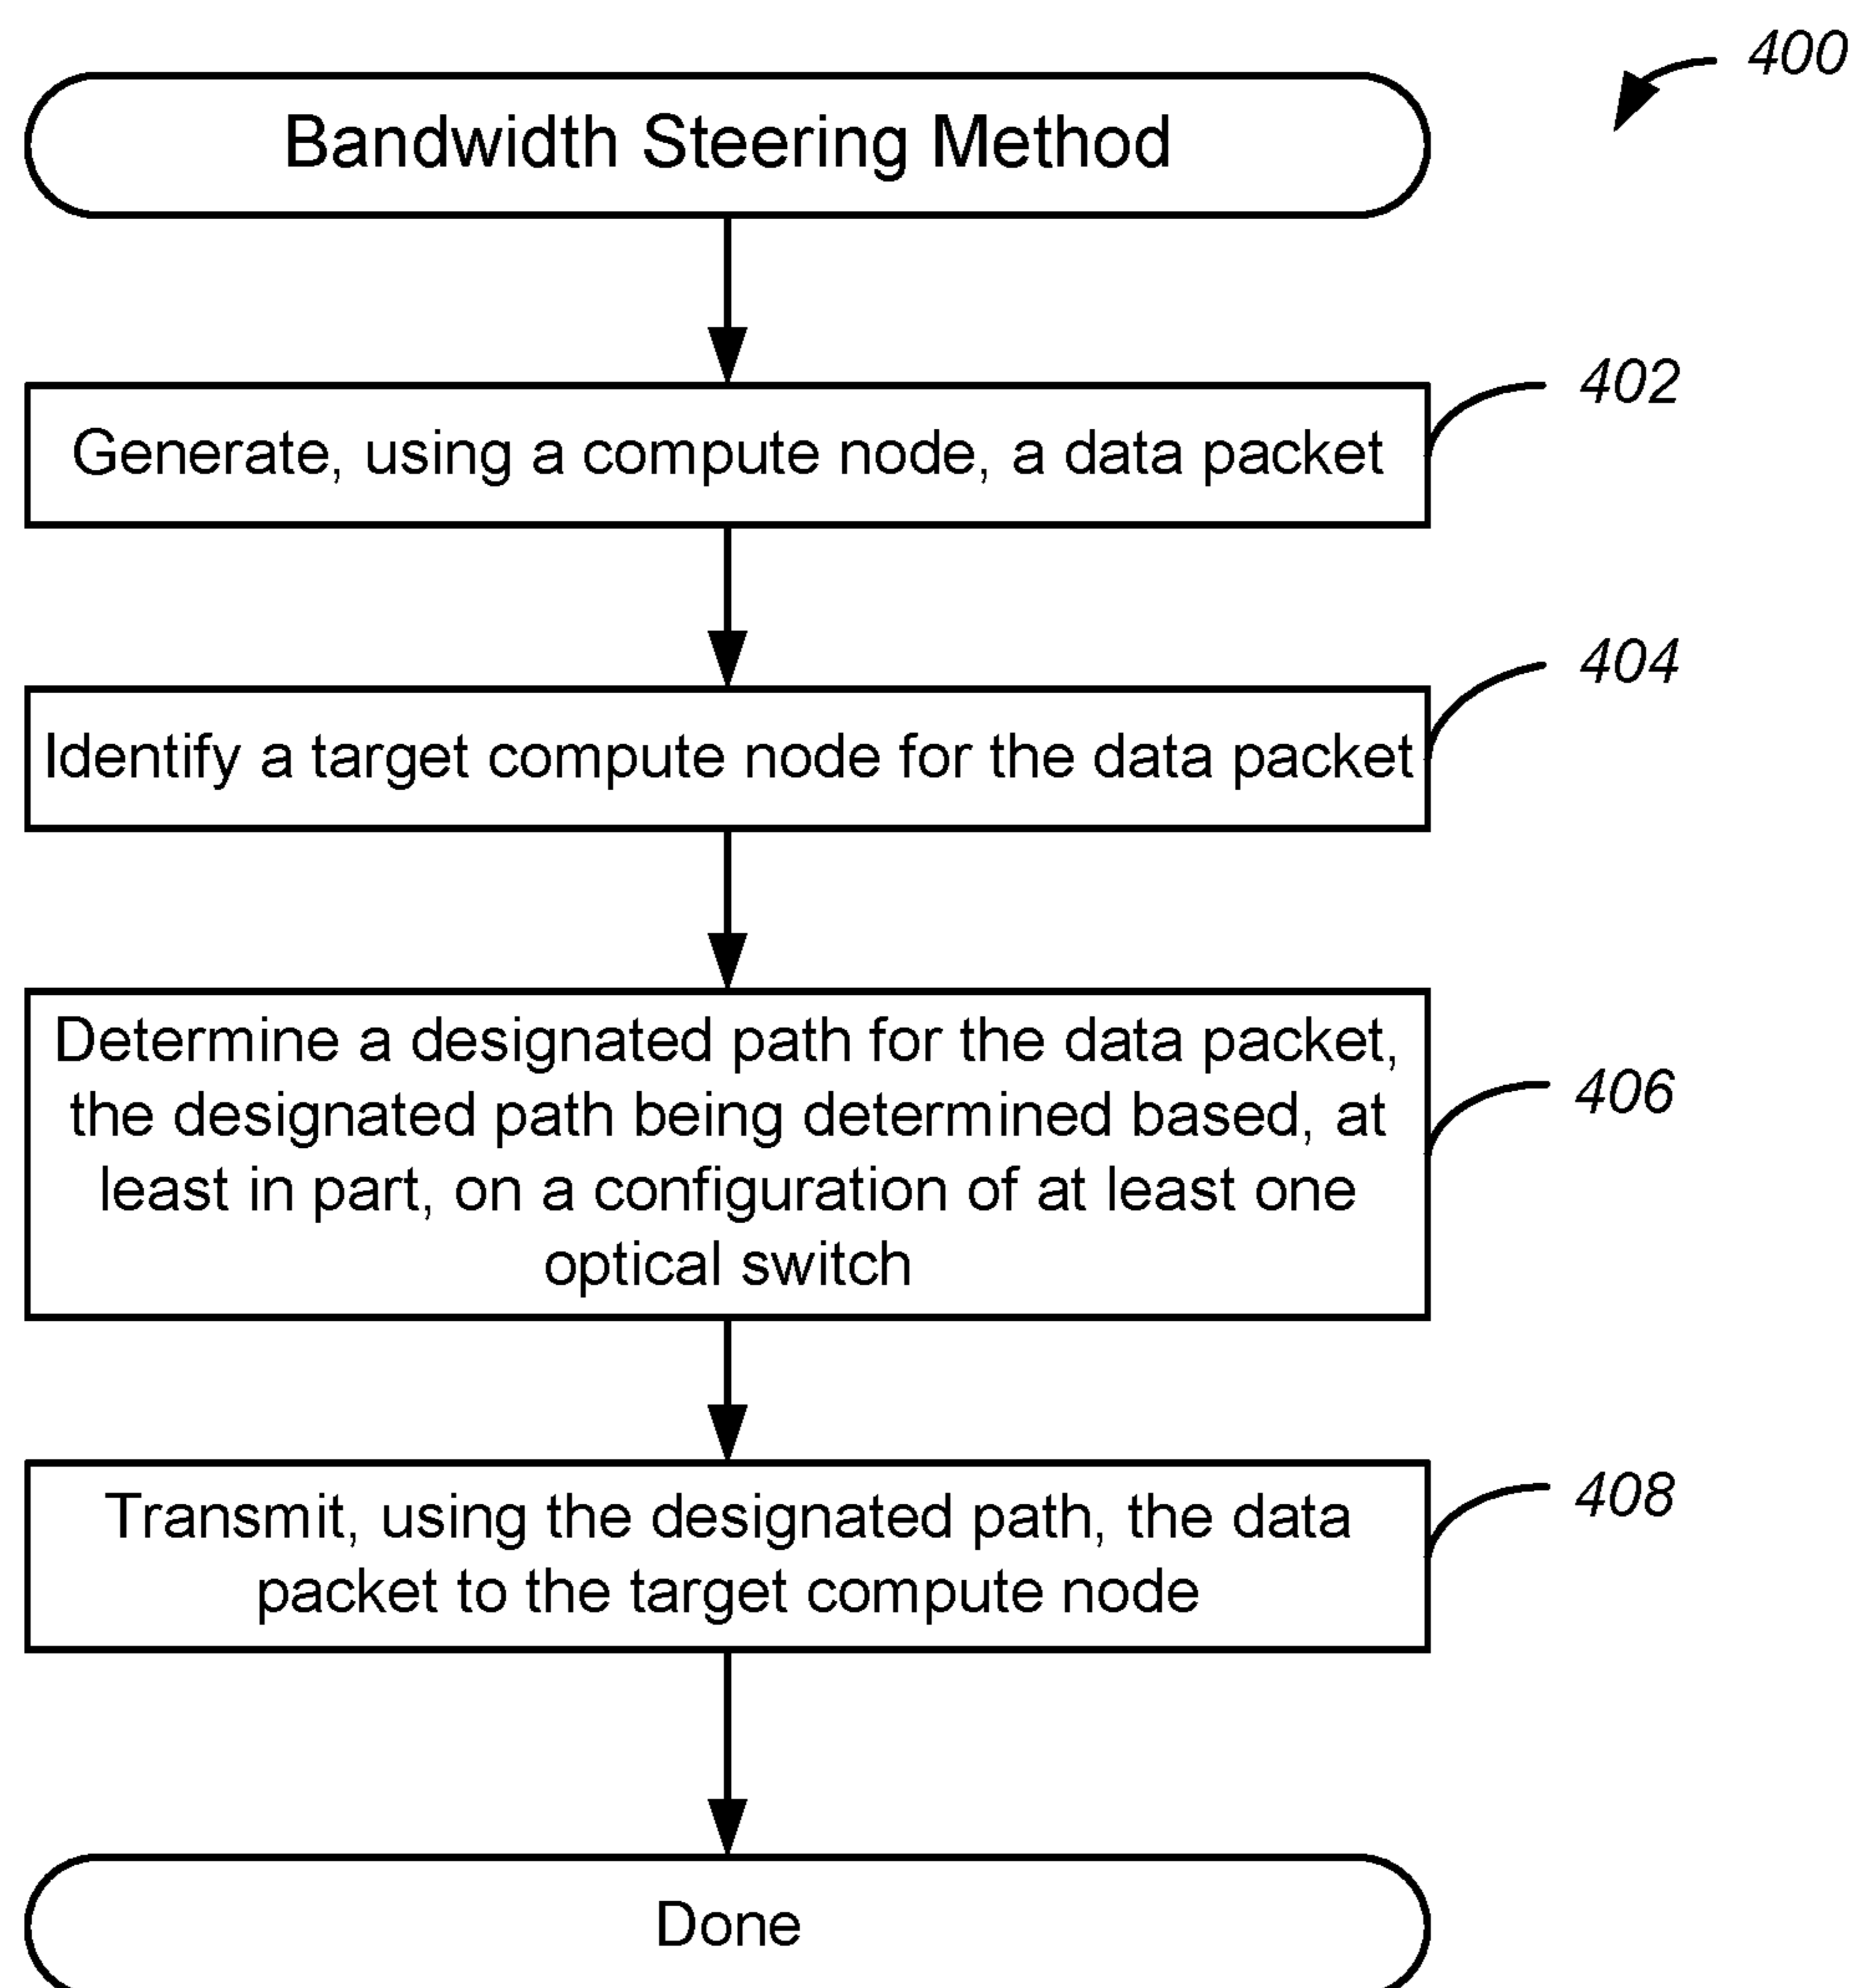 400
Bandwidth Steering Method
402
Generate, using a compute node, a data packet
404
Identify a target compute node for the data packet
Determine a designated path for the data packet,
the designated path being determined based, at
least in part, on a configuration of at least one
optical switch
406
Transmit, using the designated path, the data
packet to the target compute node
408
Done